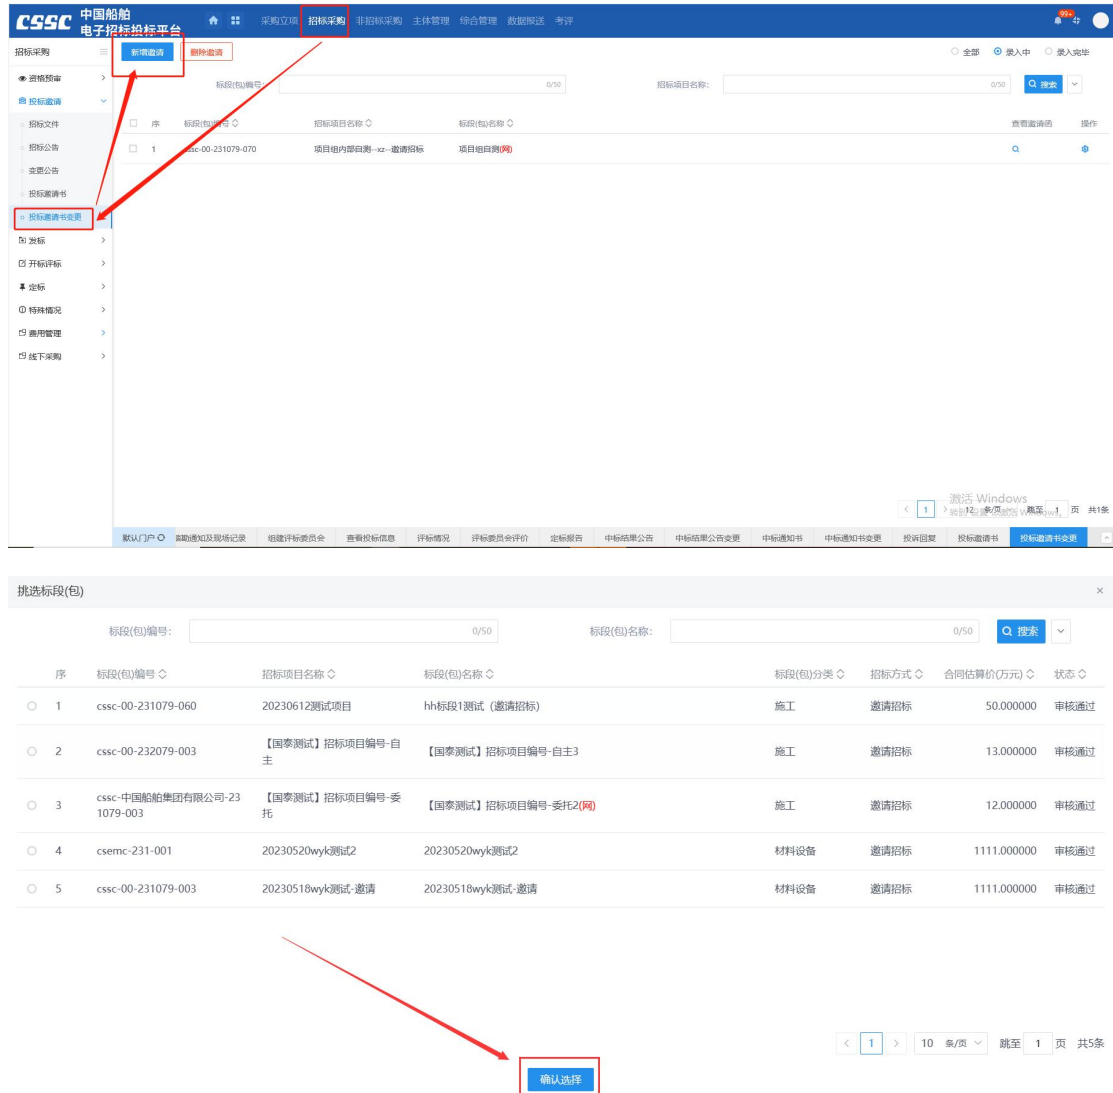 CSSC 中国船舶
电子招标投标平台
采购立项 招标采购 非招标采购 主体管理 综合管理 数据报送 考评 99+
招标采购 新增邀请 删除邀请 全部 录入中 录入完毕
资格预审
标段(包)编号: 0/50 招标项目名称: 0/50 搜索
投标邀请
招标文件 序 标段(包)编号 招标项目名称 标段(包)名称 查看邀请函 操作
招标公告 1 cssc-00-231079-070 项目组内部自测--xz--邀请招标 项目组自测(网)
变更公告
投标邀请书
投标邀请书变更
发标
开标评标
定标
特殊情况
费用管理
线下采购
激活 Windows
1 12 条/页 跳至 1 页 共1条
默认门户 踏勘通知及现场记录 组建评标委员会 查看投标信息 评标情况 评标委员会评价 定标报告 中标结果公告 中标结果公告变更 中标通知书 中标通知书变更 投诉回复 投标邀请书 投标邀请书变更
挑选标段(包) ×
标段(包)编号: 0/50 标段(包)名称: 0/50 搜索
序 标段(包)编号 招标项目名称 标段(包)名称 标段(包)分类 招标方式 合同估算价(万元) 状态
1 cssc-00-231079-060 20230612测试项目 hh标段1测试（邀请招标） 施工 邀请招标 50.000000 审核通过
2 cssc-00-232079-003 【国泰测试】招标项目编号-自主 【国泰测试】招标项目编号-自主3 施工 邀请招标 13.000000 审核通过
3 cssc-中国船舶集团有限公司-231079-003 【国泰测试】招标项目编号-委托 【国泰测试】招标项目编号-委托2(网) 施工 邀请招标 12.000000 审核通过
4 csemc-231-001 20230520wyk测试2 20230520wyk测试2 材料设备 邀请招标 1111.000000 审核通过
5 cssc-00-231079-003 20230518wyk测试-邀请 20230518wyk测试-邀请 材料设备 邀请招标 1111.000000 审核通过
1 10 条/页 跳至 1 页 共5条
确认选择